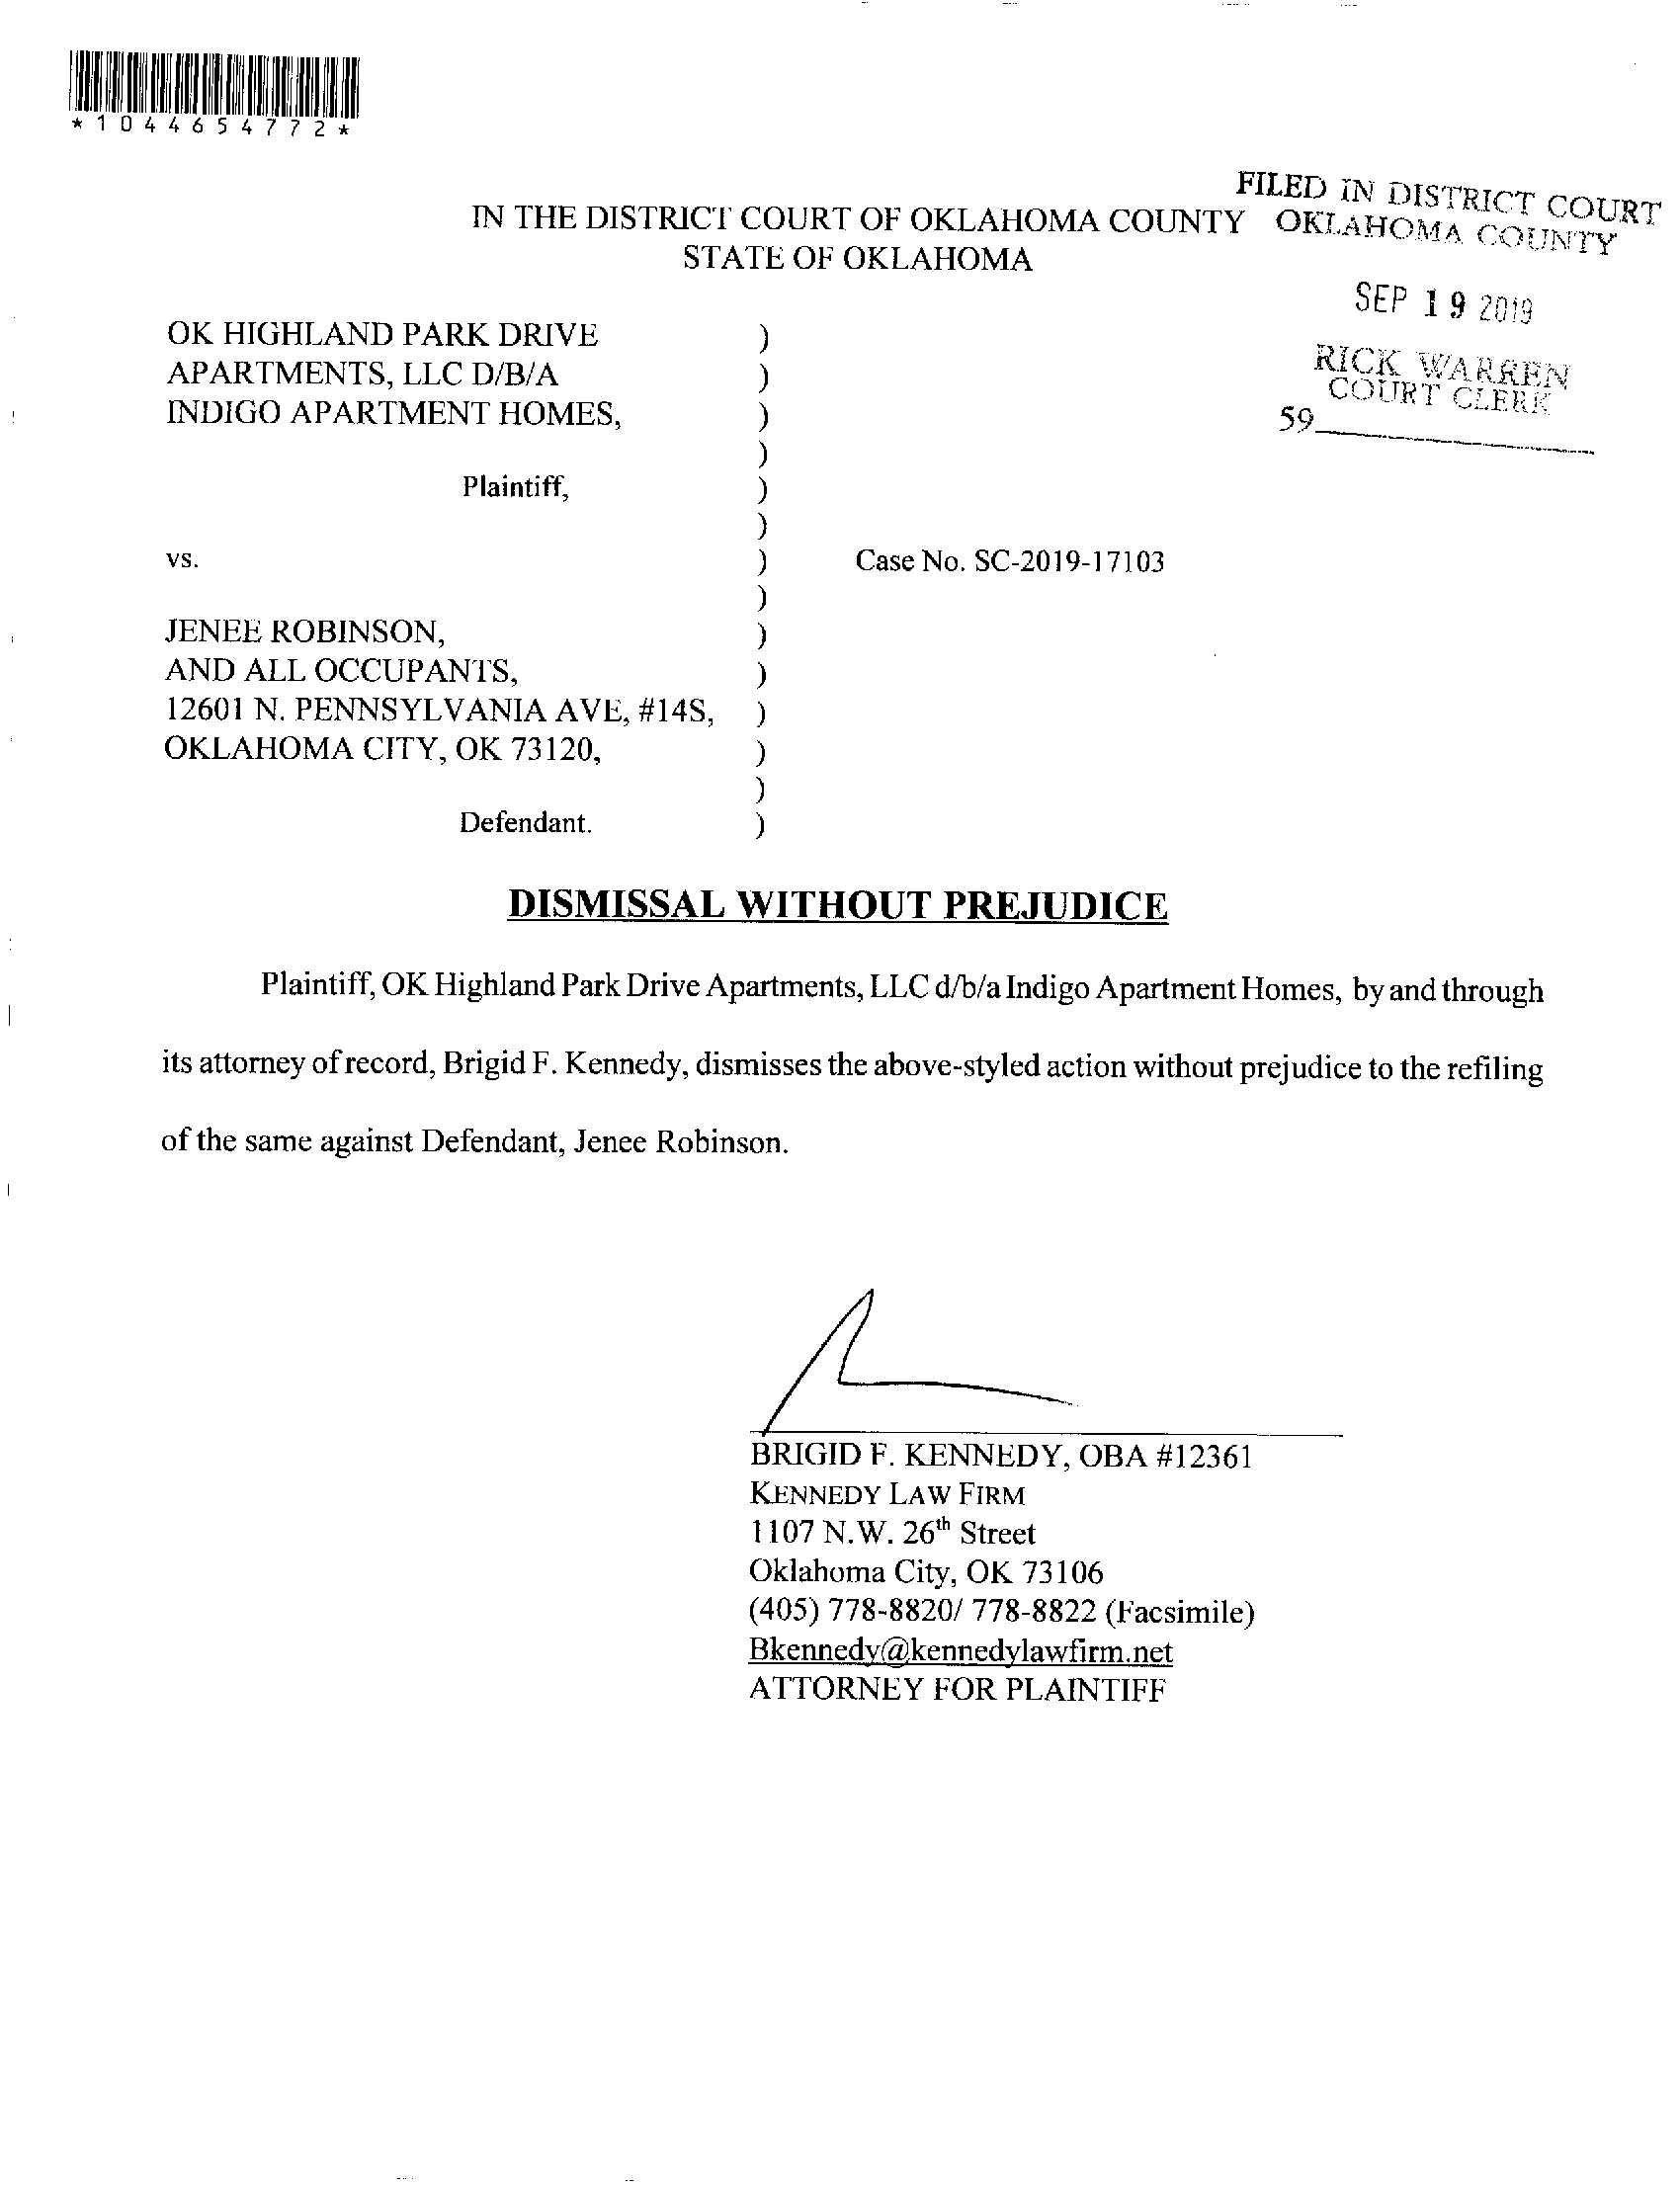 *1044654772*
FILED IN DISTRICT COURT
OKLAHOMA COUNTY
IN THE DISTRICT COURT OF OKLAHOMA COUNTY
STATE OF OKLAHOMA
SEP 19 2019
RICK WARREN
COURT CLERK
59
OK HIGHLAND PARK DRIVE )
APARTMENTS, LLC D/B/A )
INDIGO APARTMENT HOMES, )
)
Plaintiff, )
)
vs. ) Case No. SC-2019-17103
)
JENEE ROBINSON, )
AND ALL OCCUPANTS, )
12601 N. PENNSYLVANIA AVE, #14S, )
OKLAHOMA CITY, OK 73120, )
)
Defendant. )
DISMISSAL WITHOUT PREJUDICE
Plaintiff, OK Highland Park Drive Apartments, LLC d/b/a Indigo Apartment Homes, by and through
its attorney of record, Brigid F. Kennedy, dismisses the above-styled action without prejudice to the refiling
of the same against Defendant, Jenee Robinson.
BRIGID F. KENNEDY, OBA #12361
KENNEDY LAW FIRM
1107 N.W. 26th Street
Oklahoma City, OK 73106
(405) 778-8820/ 778-8822 (Facsimile)
Bkennedy@kennedylawfirm.net
ATTORNEY FOR PLAINTIFF